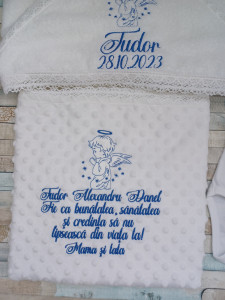 Tudor
28.10.2023
Tudor Alexandru Danel
Fie ca bunătatea, sănătatea
și credința să nu
lipsească din viața ta!
Mama și tata